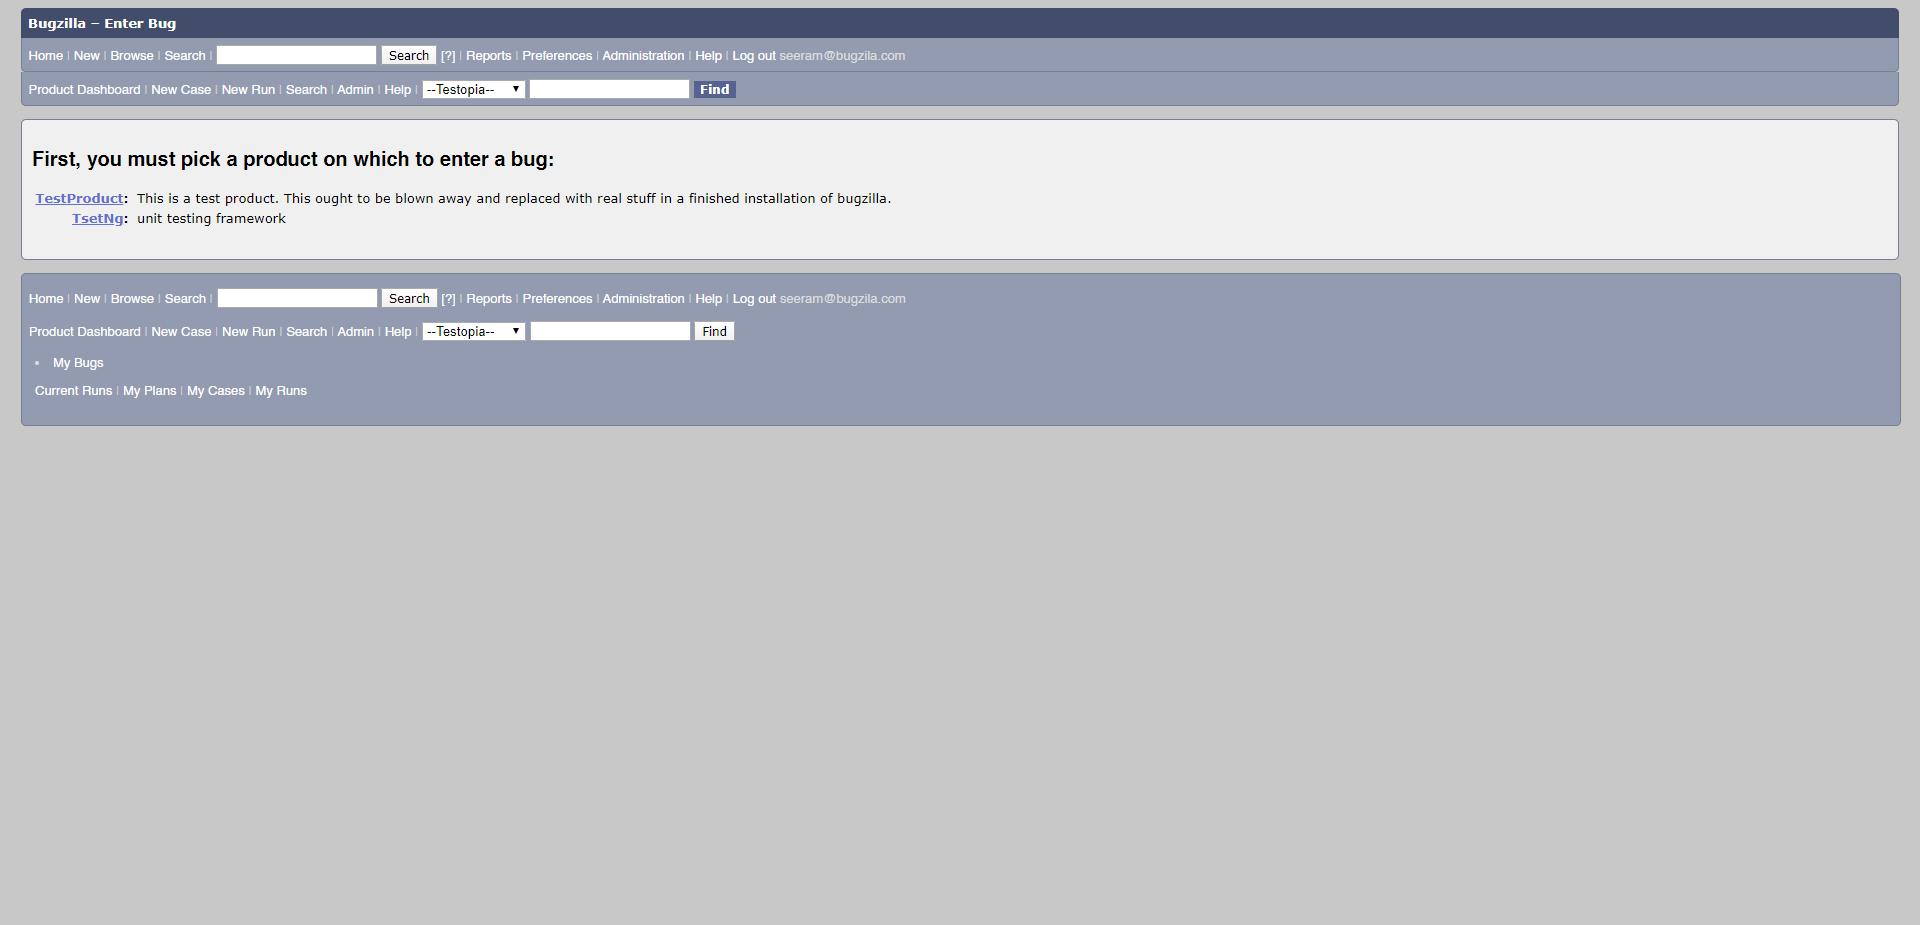 Bugzilla – Enter Bug
Home | New | Browse | Search | Search [?] | Reports | Preferences | Administration | Help | Log out seeram@bugzila.com
Product Dashboard | New Case | New Run | Search | Admin | Help | --Testopia-- Find
First, you must pick a product on which to enter a bug:
TestProduct: This is a test product. This ought to be blown away and replaced with real stuff in a finished installation of bugzilla.
TsetNg: unit testing framework
Home | New | Browse | Search | Search [?] | Reports | Preferences | Administration | Help | Log out seeram@bugzila.com
Product Dashboard | New Case | New Run | Search | Admin | Help | --Testopia-- Find
• My Bugs
Current Runs | My Plans | My Cases | My Runs